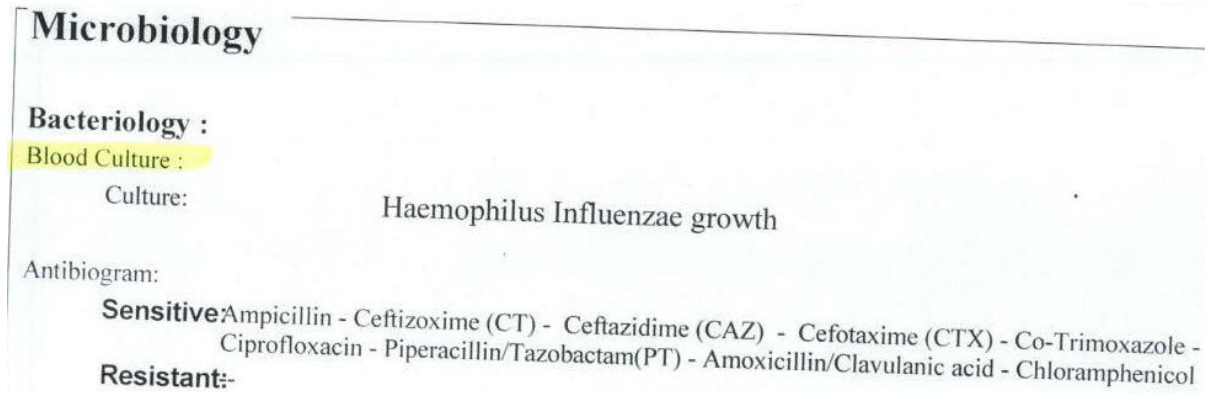 Microbiology
Bacteriology :
Blood Culture :
Culture:
Haemophilus Influenzae growth
Antibiogram:
Sensitive:Ampicillin - Ceftizoxime (CT) - Ceftazidime (CAZ) - Cefotaxime (CTX) - Co-Trimoxazole -
Ciprofloxacin - Piperacillin/Tazobactam(PT) - Amoxicillin/Clavulanic acid - Chloramphenicol
Resistant:-